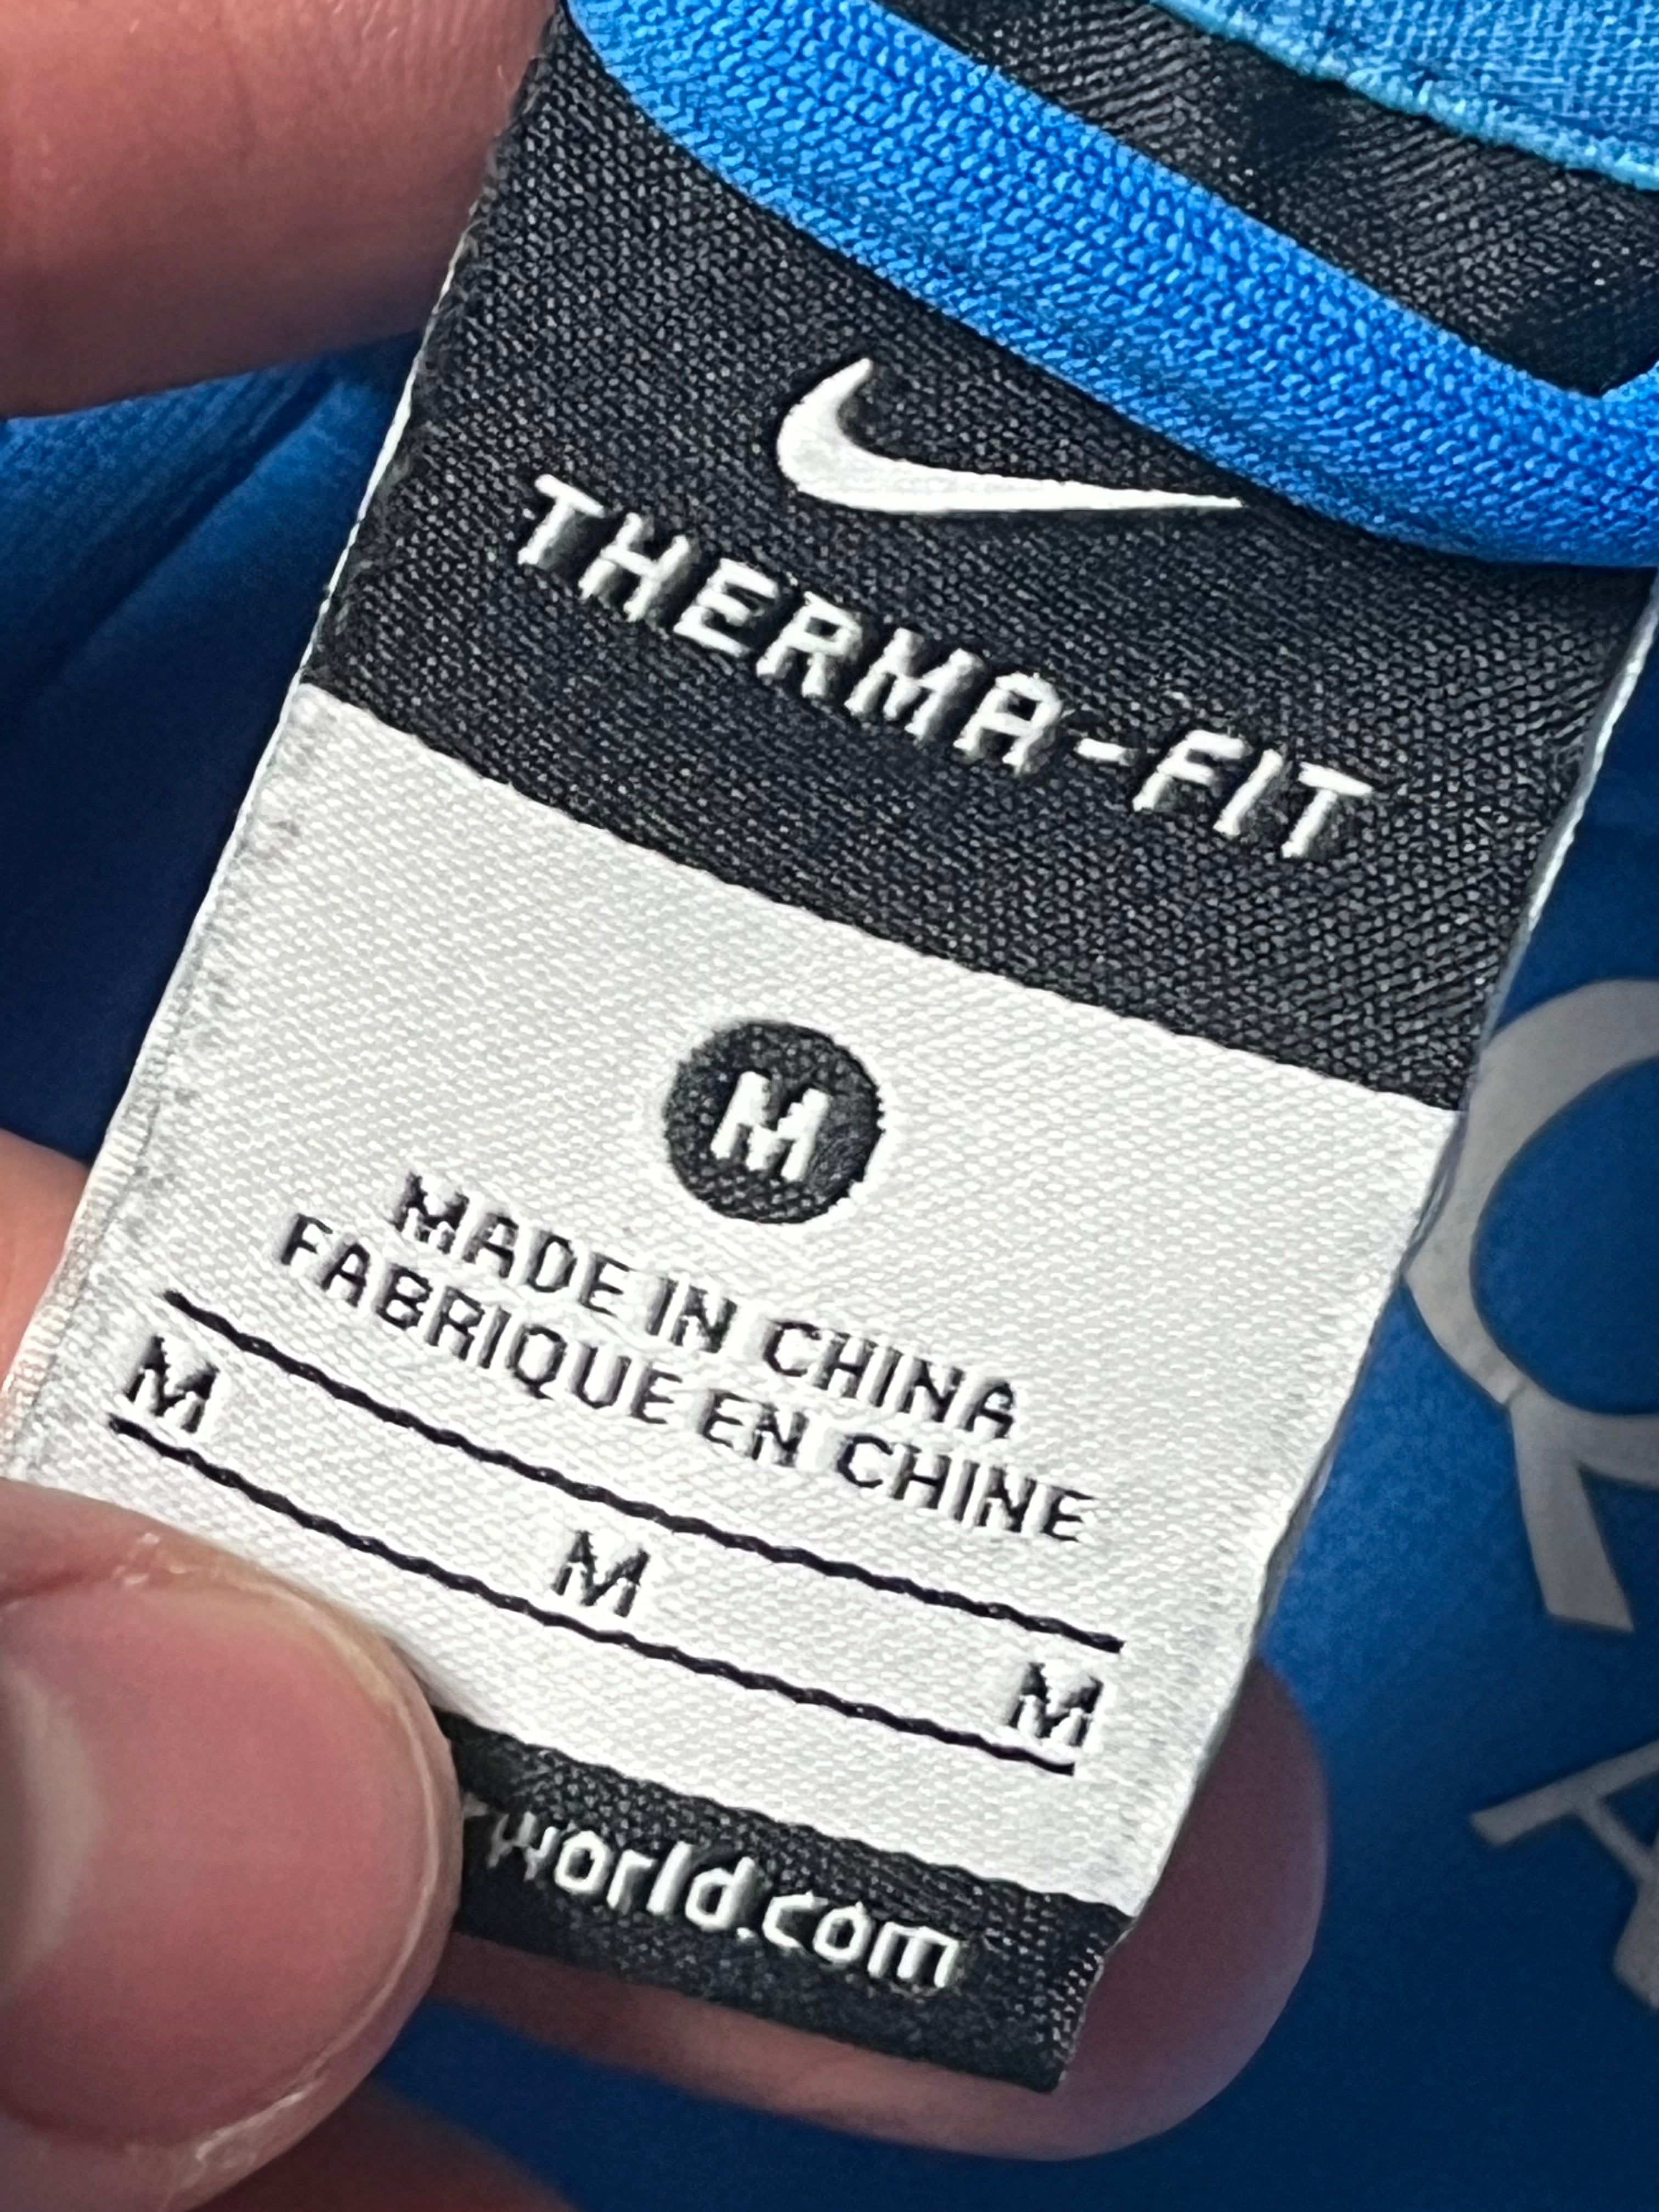 THERMA-FIT
M
MADE IN CHINA
FABRIQUE EN CHINE
M M M
world.com